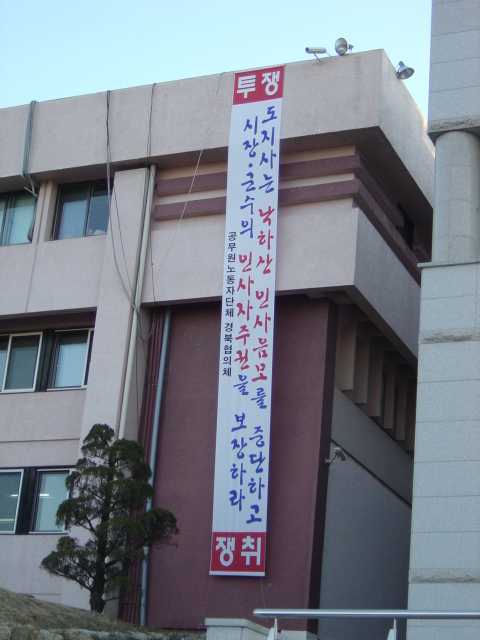 투쟁
도지사는 낙하산 인사음모를 중단하고
시장·군수의 인사자주권을 보장하라
공무원노동자단체 경북협의체
쟁취